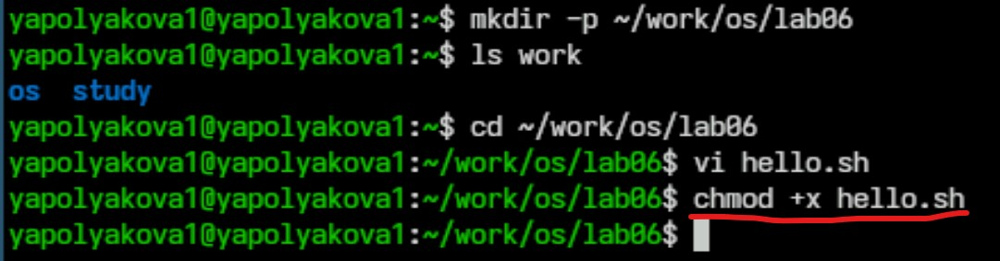 yapolyakova1@yapolyakova1:~$ mkdir -p ~/work/os/lab06
yapolyakova1@yapolyakova1:~$ ls work
os  study
yapolyakova1@yapolyakova1:~$ cd ~/work/os/lab06
yapolyakova1@yapolyakova1:~/work/os/lab06$ vi hello.sh
yapolyakova1@yapolyakova1:~/work/os/lab06$ chmod +x hello.sh
yapolyakova1@yapolyakova1:~/work/os/lab06$